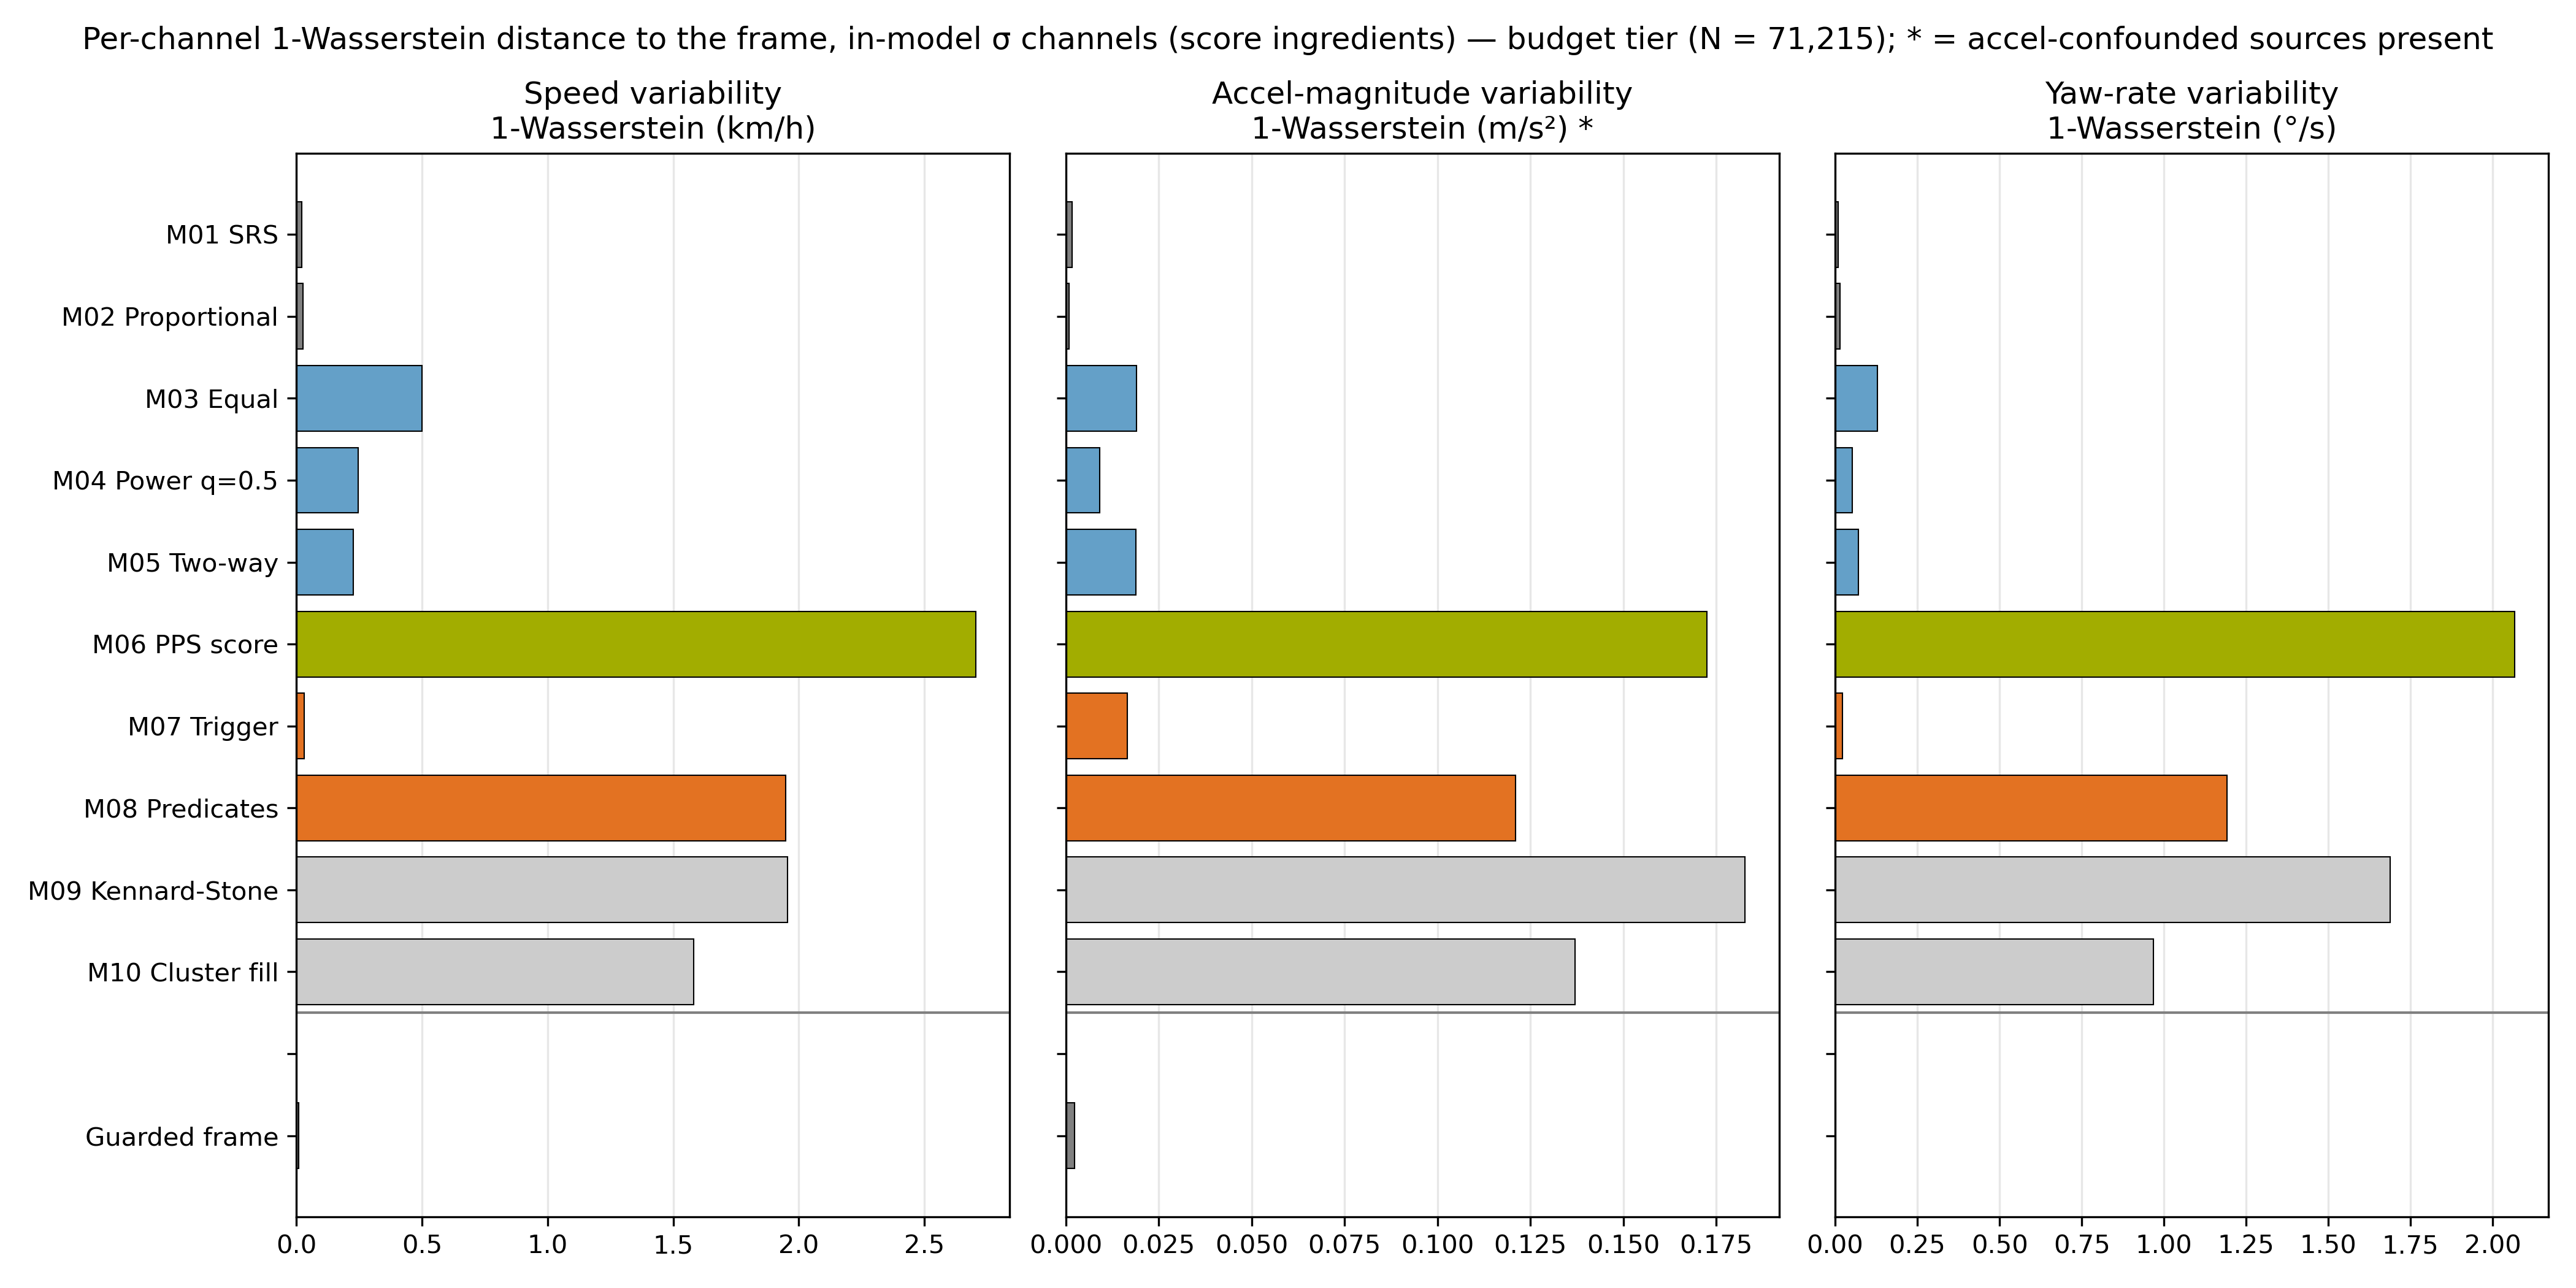 Per-channel 1-Wasserstein distance to the frame, in-model σ channels (score ingredients) — budget tier (N = 71,215); * = accel-confounded sources present
Speed variability
1-Wasserstein (km/h)
Accel-magnitude variability
1-Wasserstein (m/s²) *
Yaw-rate variability
1-Wasserstein (°/s)
M01 SRS
M02 Proportional
M03 Equal
M04 Power q=0.5
M05 Two-way
M06 PPS score
M07 Trigger
M08 Predicates
M09 Kennard-Stone
M10 Cluster fill
Guarded frame
0.0 0.5 1.0 1.5 2.0 2.5
0.000 0.025 0.050 0.075 0.100 0.125 0.150 0.175
0.00 0.25 0.50 0.75 1.00 1.25 1.50 1.75 2.00